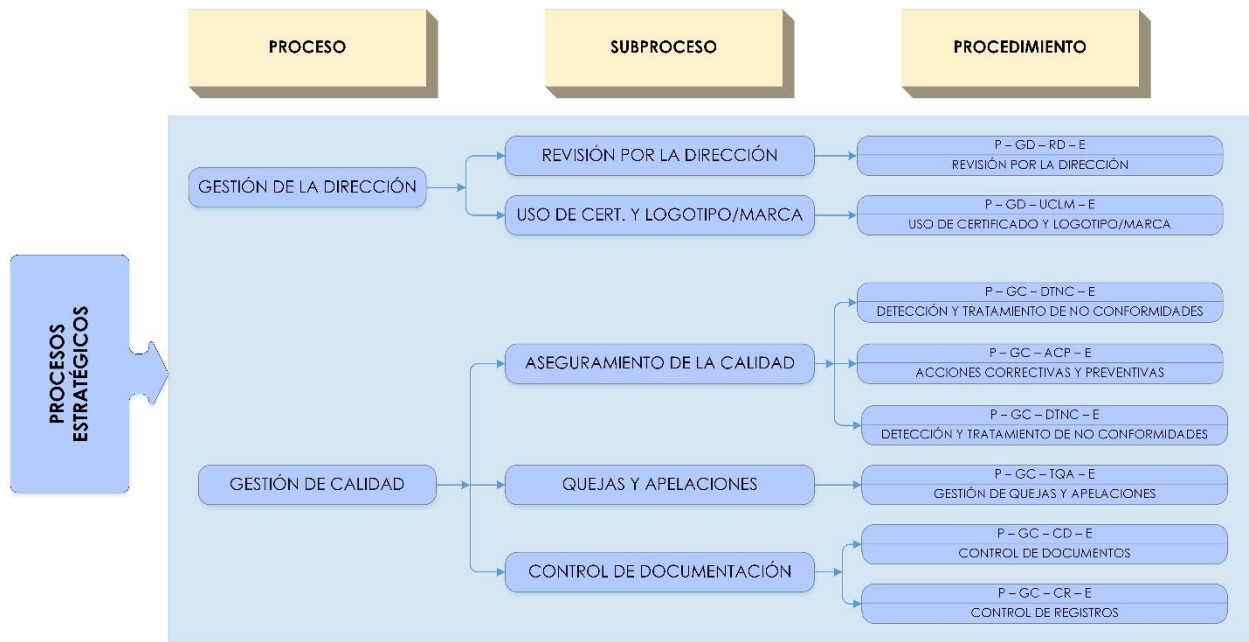 PROCESO
SUBPROCESO
PROCEDIMIENTO
PROCESOS
ESTRATÉGICOS
GESTIÓN DE LA DIRECCIÓN
REVISIÓN POR LA DIRECCIÓN
P – GD – RD – E
REVISIÓN POR LA DIRECCIÓN
USO DE CERT. Y LOGOTIPO/MARCA
P – GD – UCLM – E
USO DE CERTIFICADO Y LOGOTIPO/MARCA
GESTIÓN DE CALIDAD
ASEGURAMIENTO DE LA CALIDAD
P – GC – DTNC – E
DETECCIÓN Y TRATAMIENTO DE NO CONFORMIDADES
P – GC – ACP – E
ACCIONES CORRECTIVAS Y PREVENTIVAS
P – GC – DTNC – E
DETECCIÓN Y TRATAMIENTO DE NO CONFORMIDADES
QUEJAS Y APELACIONES
P – GC – TQA – E
GESTIÓN DE QUEJAS Y APELACIONES
CONTROL DE DOCUMENTACIÓN
P – GC – CD – E
CONTROL DE DOCUMENTOS
P – GC – CR – E
CONTROL DE REGISTROS